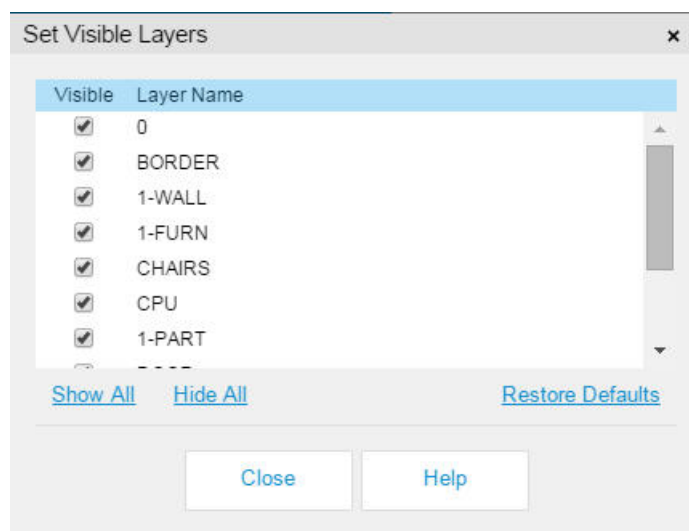 Set Visible Layers ×
Visible Layer Name
0
BORDER
1-WALL
1-FURN
CHAIRS
CPU
1-PART
Show All Hide All Restore Defaults
Close Help